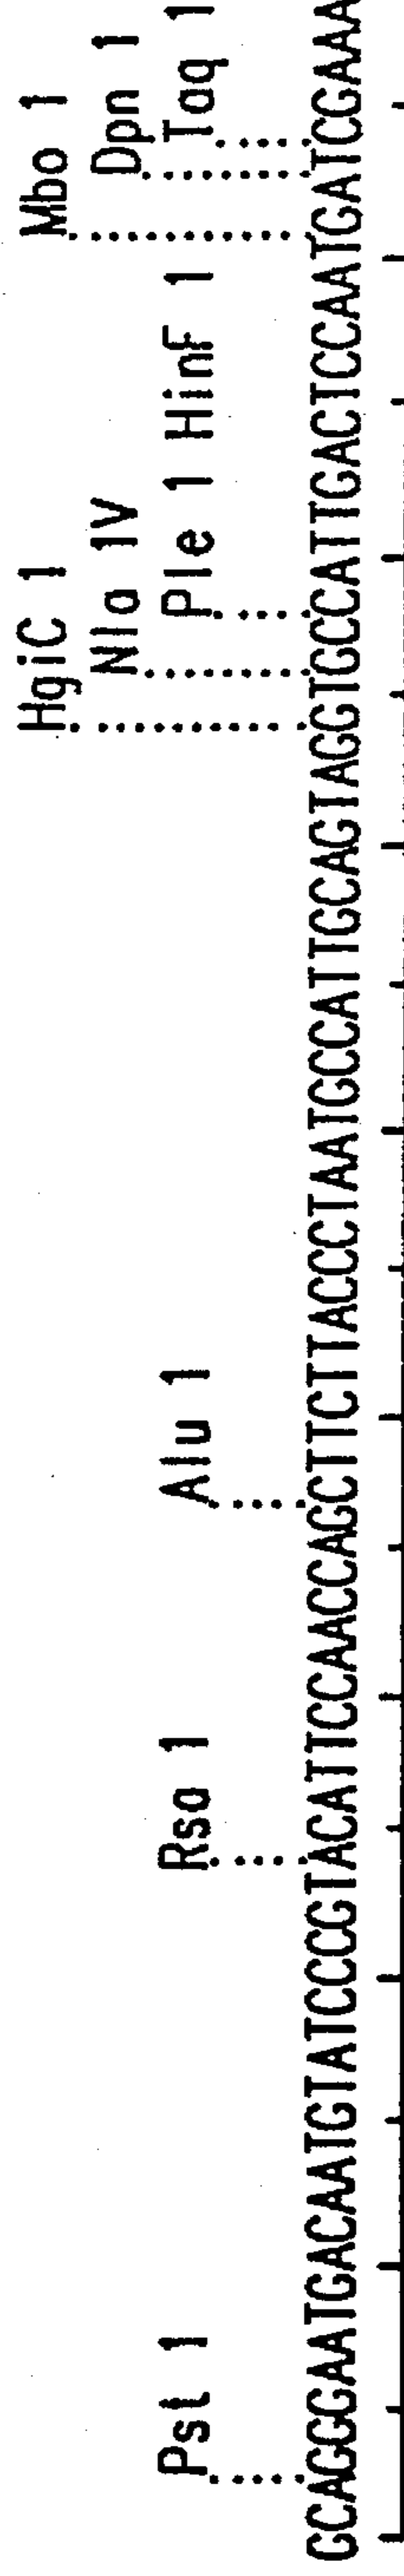 HgiC 1 Mbo 1
Nla 1V Dpn 1
Pst 1 Rsa 1 Alu 1 Ple 1 HinF 1 Taq 1
GCAGGGAATGACAATGTATCCCGTACATTCCAACCAGCTTCTTACCCTAATGCCATTGCAGTAGGTGCCATTGACTCCAATGATCGAAA